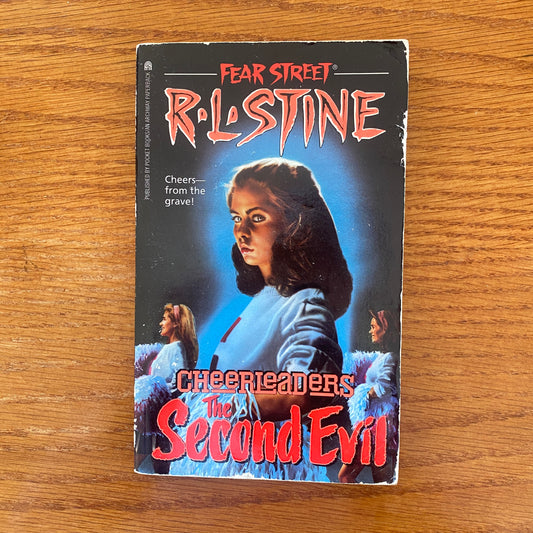 FEAR STREET®
R·L·STINE
Cheers—
from the
grave!
CHEERLEADERS
The
Second Evil
PUBLISHED BY POCKET BOOKS/AN ARCHWAY PAPERBACK